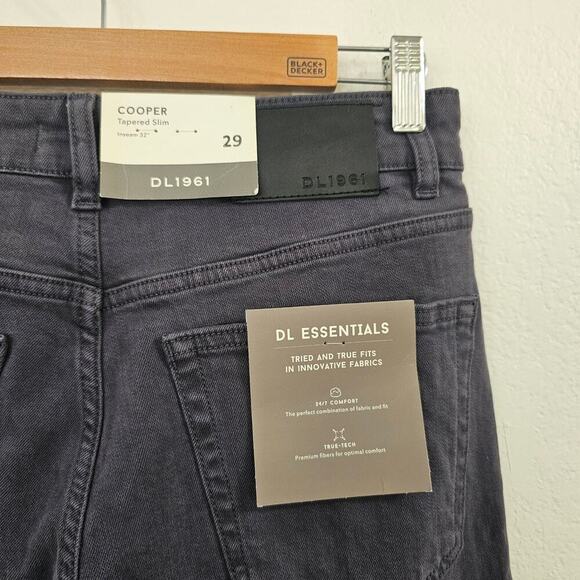 BLACK+
DECKER
COOPER
Tapered Slim
Inseam 32"
29
DL1961
DL1961
DL ESSENTIALS
TRIED AND TRUE FITS
IN INNOVATIVE FABRICS
24/7 COMFORT
The perfect combination of fabric and fit
TRUE-TECH
Premium fibers for optimal comfort